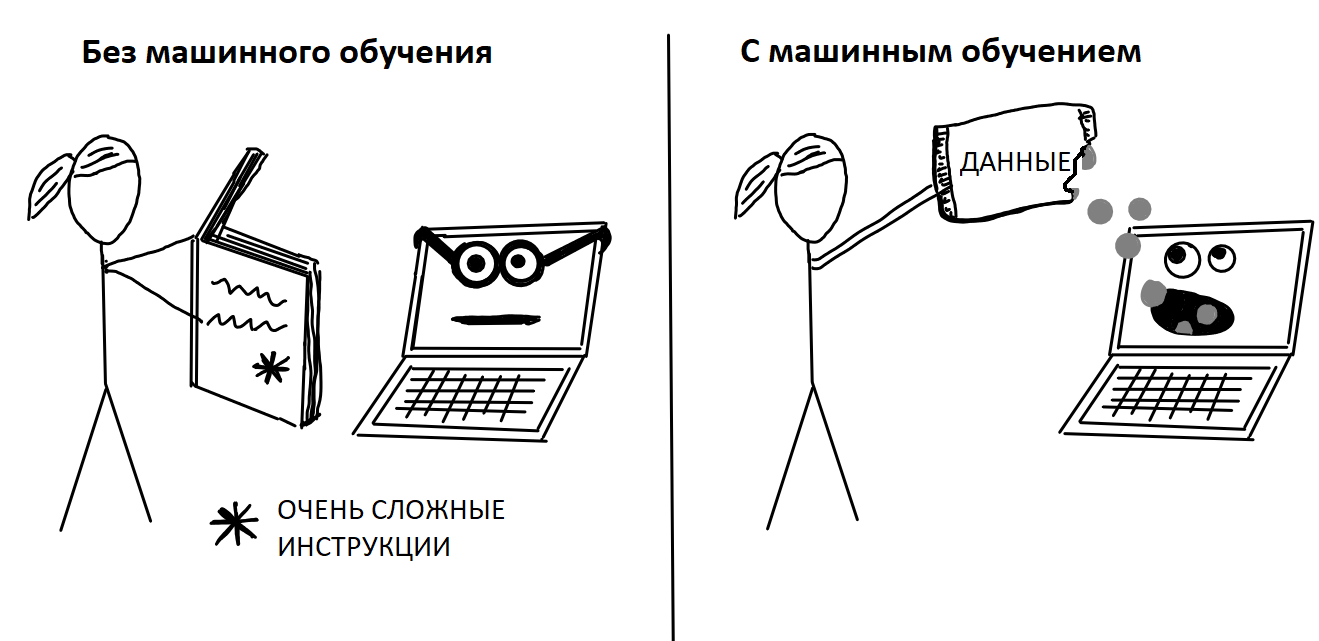 Без машинного обучения
С машинным обучением
ДАННЫЕ
ОЧЕНЬ СЛОЖНЫЕ
ИНСТРУКЦИИ